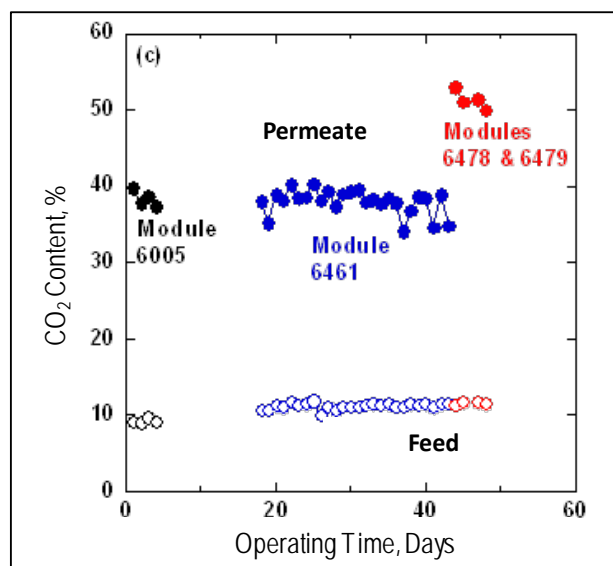 60
50
40
30
20
10
0
CO₂ Content, %
(c)
Permeate
Modules
6478 & 6479
Module
6005
Module
6461
Feed
0
20
40
60
Operating Time, Days